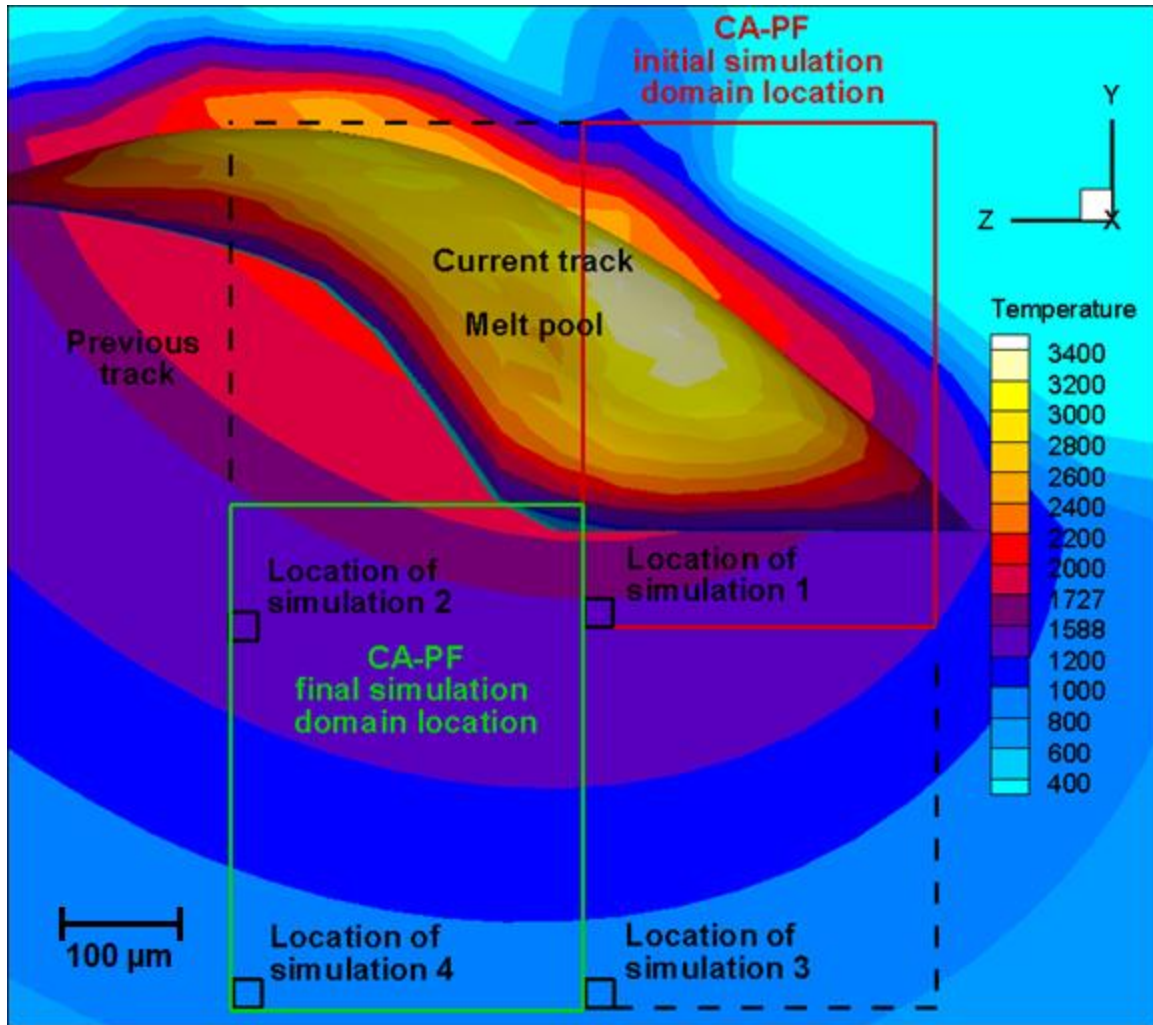 CA-PF
initial simulation
domain location
Y
Z
X
Current track
Melt pool
Previous
track
Temperature
3400
3200
3000
2800
2600
2400
2200
2000
1727
1588
1200
1000
800
600
400
Location of
simulation 2
Location of
simulation 1
CA-PF
final simulation
domain location
Location of
simulation 4
Location of
simulation 3
100 µm